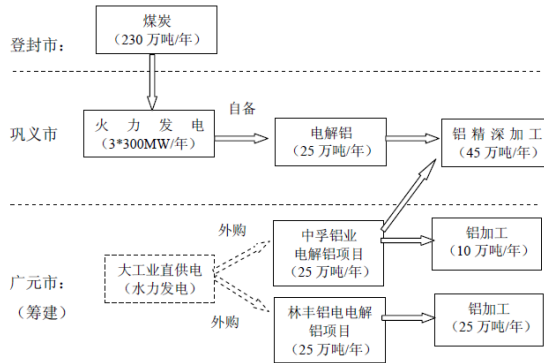 煤炭
（230 万吨/年）
登封市：
自备
巩义市
火 力 发 电
（3*300MW/年）
电解铝
（25 万吨/年）
铝精深加工
（45 万吨/年）
外购
中孚铝业
电解铝项目
（25 万吨/年）
铝加工
（10 万吨/年）
广元市：
（筹建）
大工业直供电
（水力发电）
外购
林丰铝电电解
铝项目
（25 万吨/年）
铝加工
（25 万吨/年）